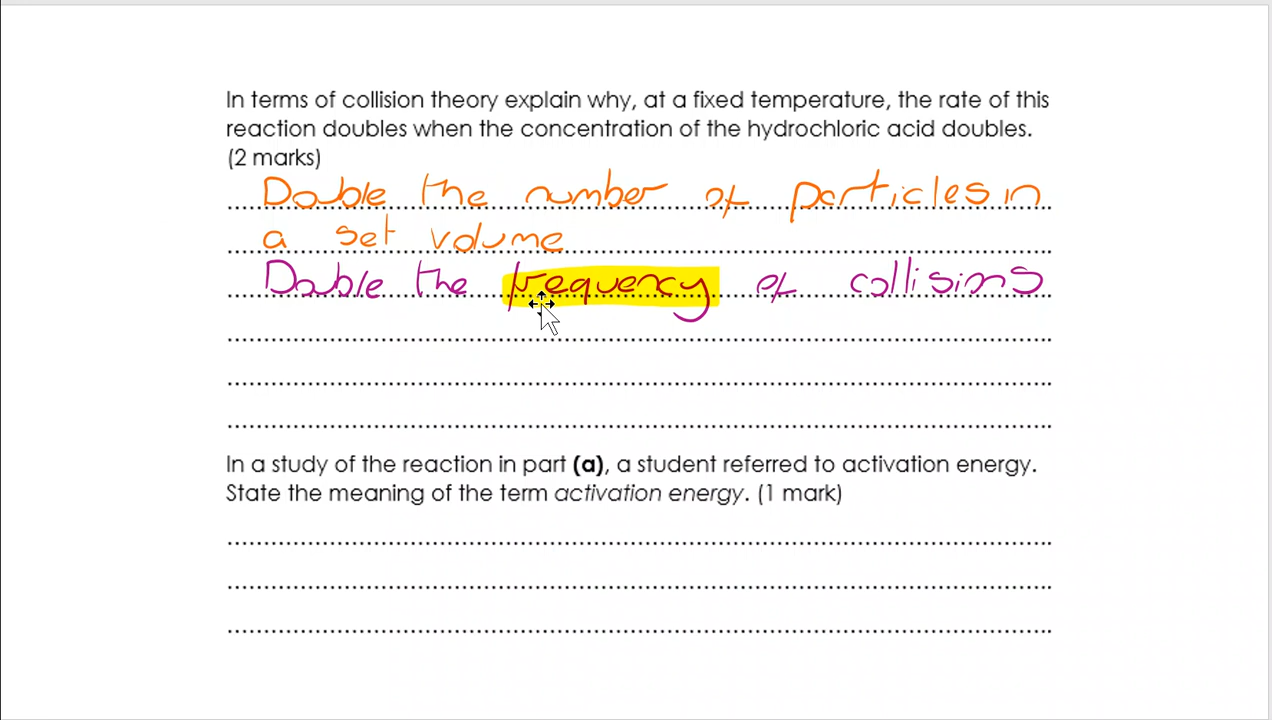 In terms of collision theory explain why, at a fixed temperature, the rate of this
reaction doubles when the concentration of the hydrochloric acid doubles.
(2 marks)
Double the number of particles in
a set volume
Double the frequency of collisions
In a study of the reaction in part (a), a student referred to activation energy.
State the meaning of the term activation energy. (1 mark)